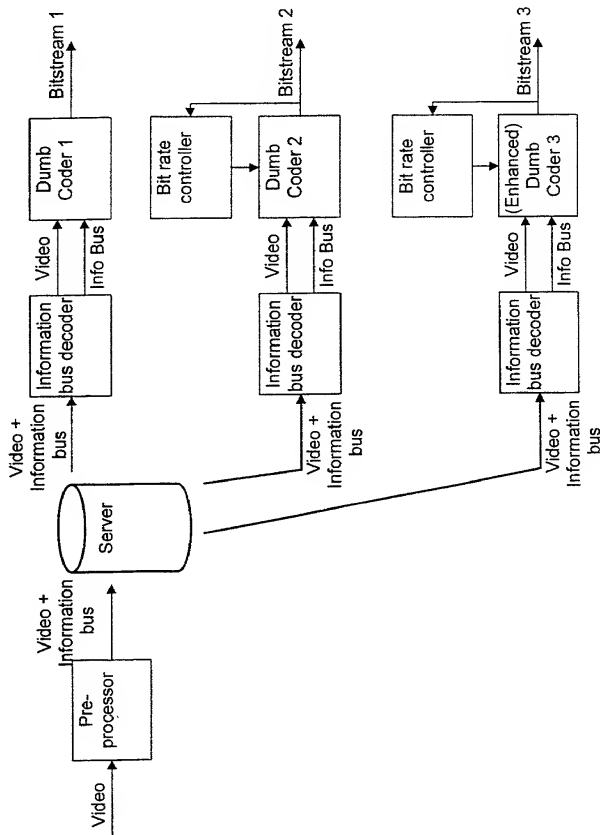 Video
Pre-
processor
Video +
Information
bus
Server
Video +
Information
bus
Information
bus decoder
Video
Info Bus
Dumb
Coder 1
Bitstream 1
Video +
Information
bus
Information
bus decoder
Video
Info Bus
Bit rate
controller
Dumb
Coder 2
Bitstream 2
Video +
Information
bus
Information
bus decoder
Video
Info Bus
Bit rate
controller
(Enhanced)
Dumb
Coder 3
Bitstream 3